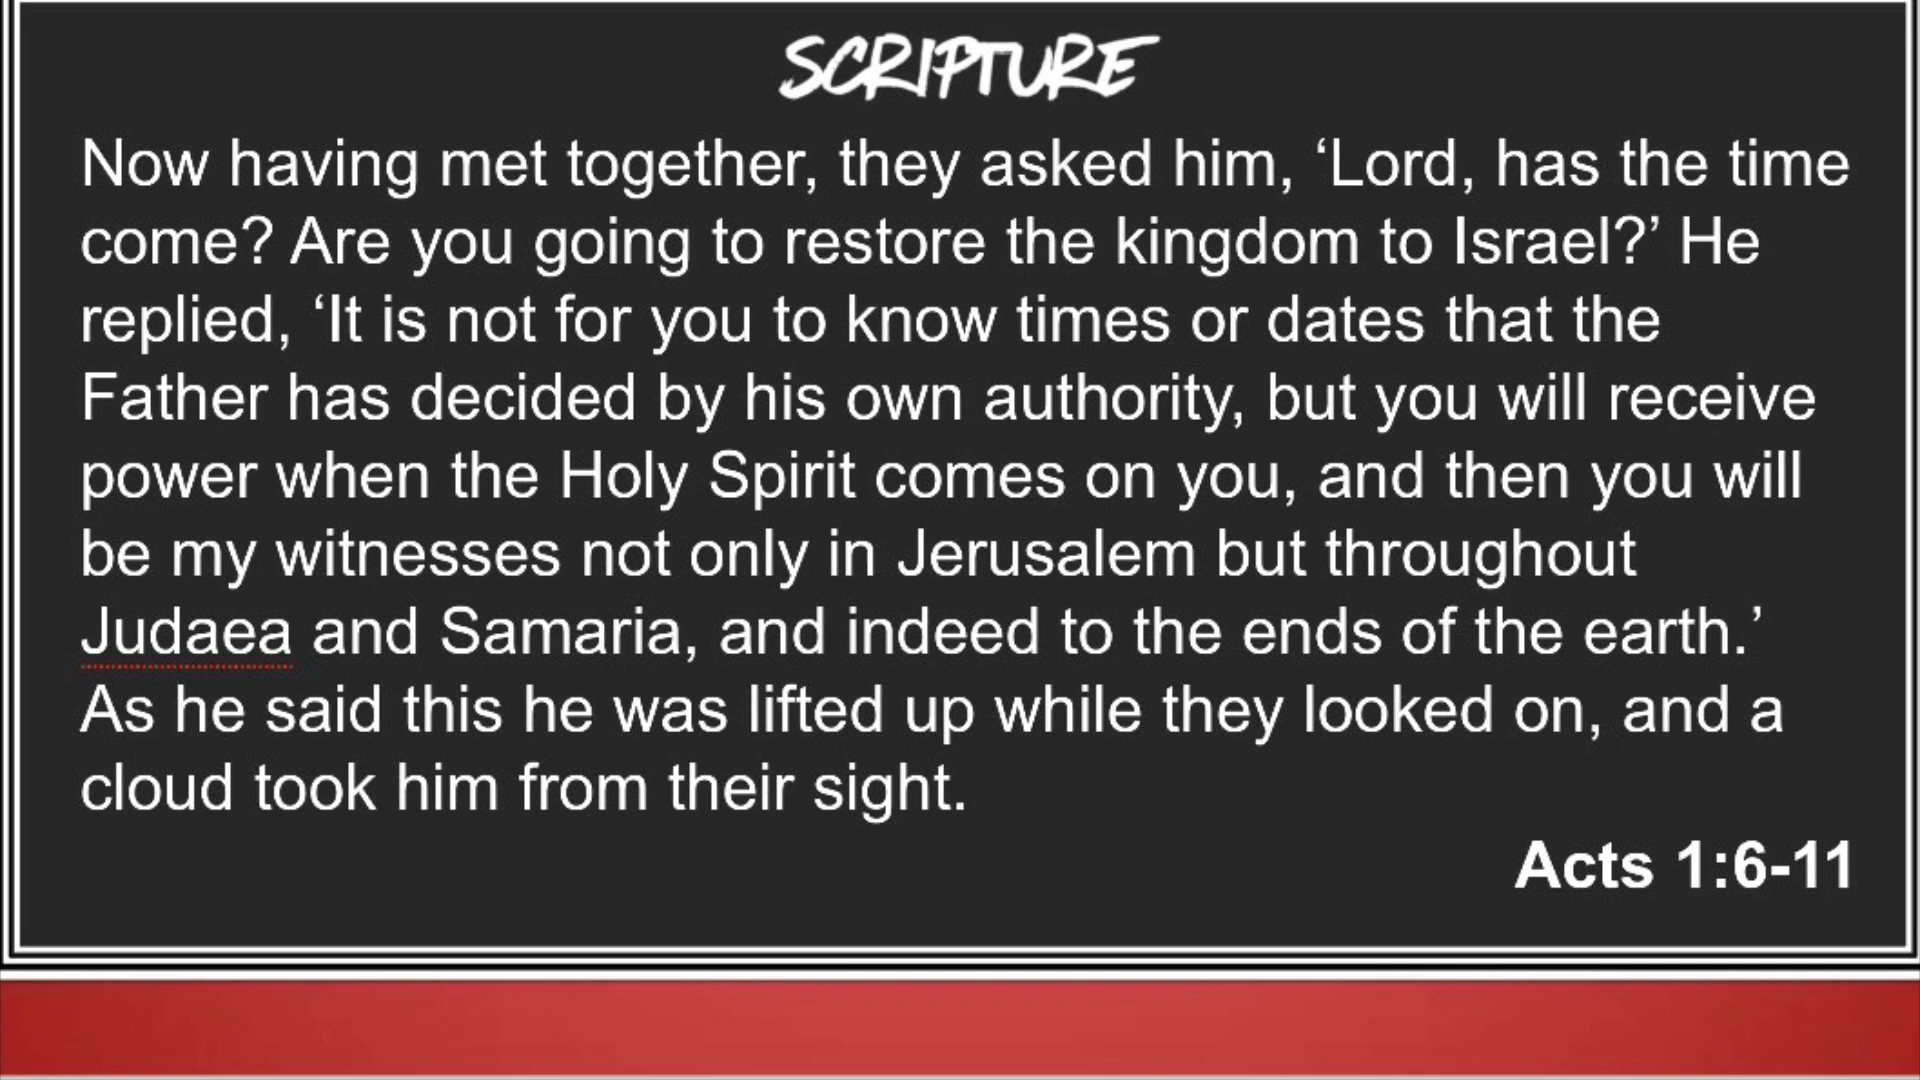 SCRIPTURE
Now having met together, they asked him, ‘Lord, has the time
come? Are you going to restore the kingdom to Israel?’ He
replied, ‘It is not for you to know times or dates that the
Father has decided by his own authority, but you will receive
power when the Holy Spirit comes on you, and then you will
be my witnesses not only in Jerusalem but throughout
Judaea and Samaria, and indeed to the ends of the earth.’
As he said this he was lifted up while they looked on, and a
cloud took him from their sight.
Acts 1:6-11